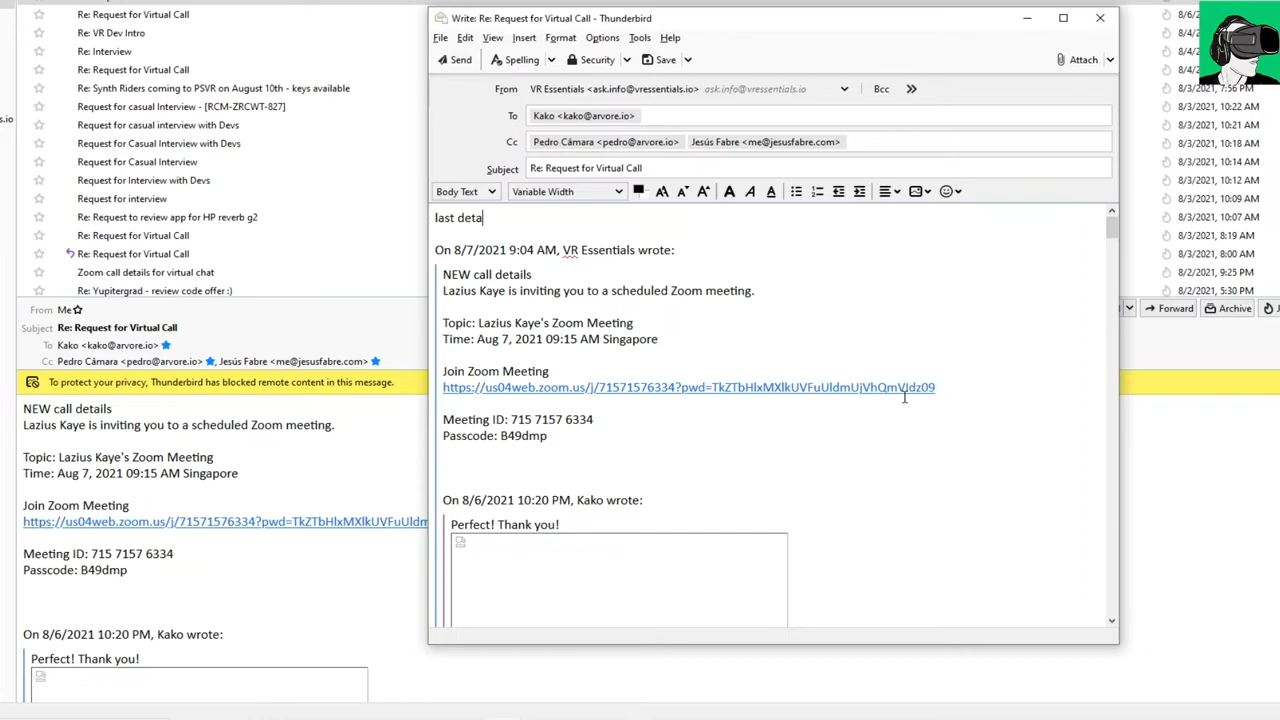 Re: Request for Virtual Call
Re: VR Dev Intro
Re: Interview
Re: Request for Virtual Call
Re: Synth Riders coming to PSVR on August 10th - keys available
Request for casual Interview - [RCM-ZRCWT-827]
Request for casual interview with Devs
Request for Casual Interview with Devs
Request for Casual Interview
Request for Interview with Devs
Request for interview
Re: Request to review app for HP reverb g2
Re: Request for Virtual Call
Re: Request for Virtual Call
Zoom call details for virtual chat
Re: Yupitergrad - review code offer :)
From Me
Subject Re: Request for Virtual Call
To Kako <kako@arvore.io>
Cc Pedro Câmara <pedro@arvore.io>, Jesús Fabre <me@jesusfabre.com>
To protect your privacy, Thunderbird has blocked remote content in this message.
NEW call details
Lazius Kaye is inviting you to a scheduled Zoom meeting.
Topic: Lazius Kaye's Zoom Meeting
Time: Aug 7, 2021 09:15 AM Singapore
Join Zoom Meeting
https://us04web.zoom.us/j/71571576334?pwd=TkZTbHlxMXlkUVFuUldm
Meeting ID: 715 7157 6334
Passcode: B49dmp
On 8/6/2021 10:20 PM, Kako wrote:
Perfect! Thank you!
Write: Re: Request for Virtual Call - Thunderbird
File Edit View Insert Format Options Tools Help
Send Spelling Security Save Attach
From VR Essentials <ask.info@vressentials.io> ask.info@vressentials.io Bcc
To Kako <kako@arvore.io>
Cc Pedro Câmara <pedro@arvore.io> Jesús Fabre <me@jesusfabre.com>
Subject Re: Request for Virtual Call
Body Text Variable Width
last deta
On 8/7/2021 9:04 AM, VR Essentials wrote:
NEW call details
Lazius Kaye is inviting you to a scheduled Zoom meeting.
Topic: Lazius Kaye's Zoom Meeting
Time: Aug 7, 2021 09:15 AM Singapore
Join Zoom Meeting
https://us04web.zoom.us/j/71571576334?pwd=TkZTbHlxMXlkUVFuUldmUjVhQmVJdz09
Meeting ID: 715 7157 6334
Passcode: B49dmp
On 8/6/2021 10:20 PM, Kako wrote:
Perfect! Thank you!
8/3/2021, 7:56 PM
8/3/2021, 10:22 AM
8/3/2021, 10:21 AM
8/3/2021, 10:18 AM
8/3/2021, 10:14 AM
8/3/2021, 10:12 AM
8/3/2021, 10:09 AM
8/3/2021, 10:07 AM
8/3/2021, 8:19 AM
8/3/2021, 8:00 AM
8/2/2021, 9:25 PM
8/2/2021, 5:30 PM
Forward Archive